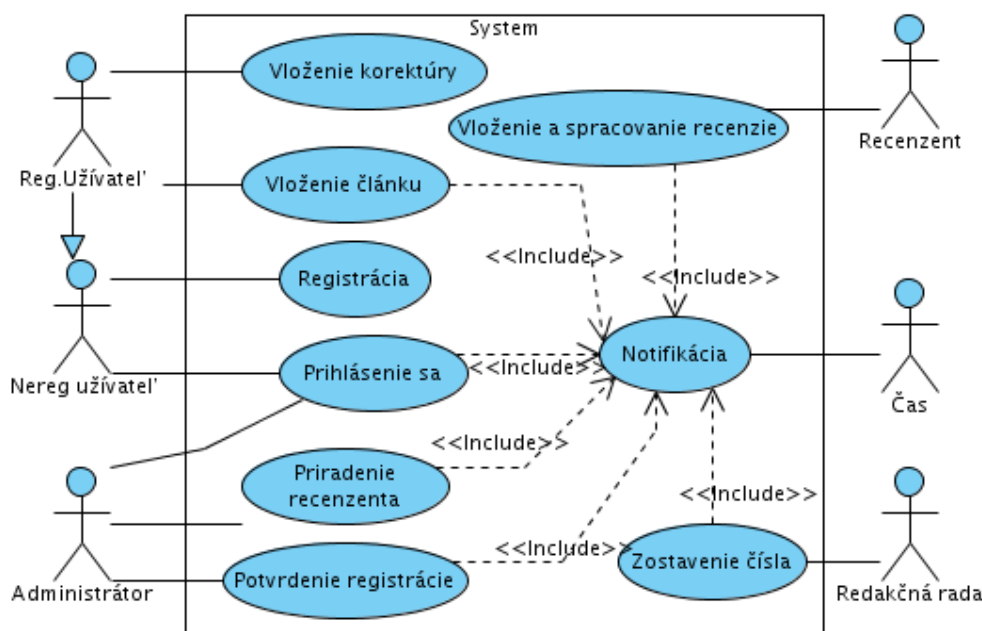 System
Vloženie korektúry
Vloženie a spracovanie recenzie
Recenzent
Reg.Užívateľ
Vloženie článku
<<Include>>
Registrácia
<<Include>>
Nereg užívateľ
Prihlásenie sa
<<Include>>
Notifikácia
Čas
<<Include>>
Priradenie
recenzenta
<<Include>>
Administrátor
Potvrdenie registrácie
<<Include>>
Zostavenie čísla
Redakčná rada